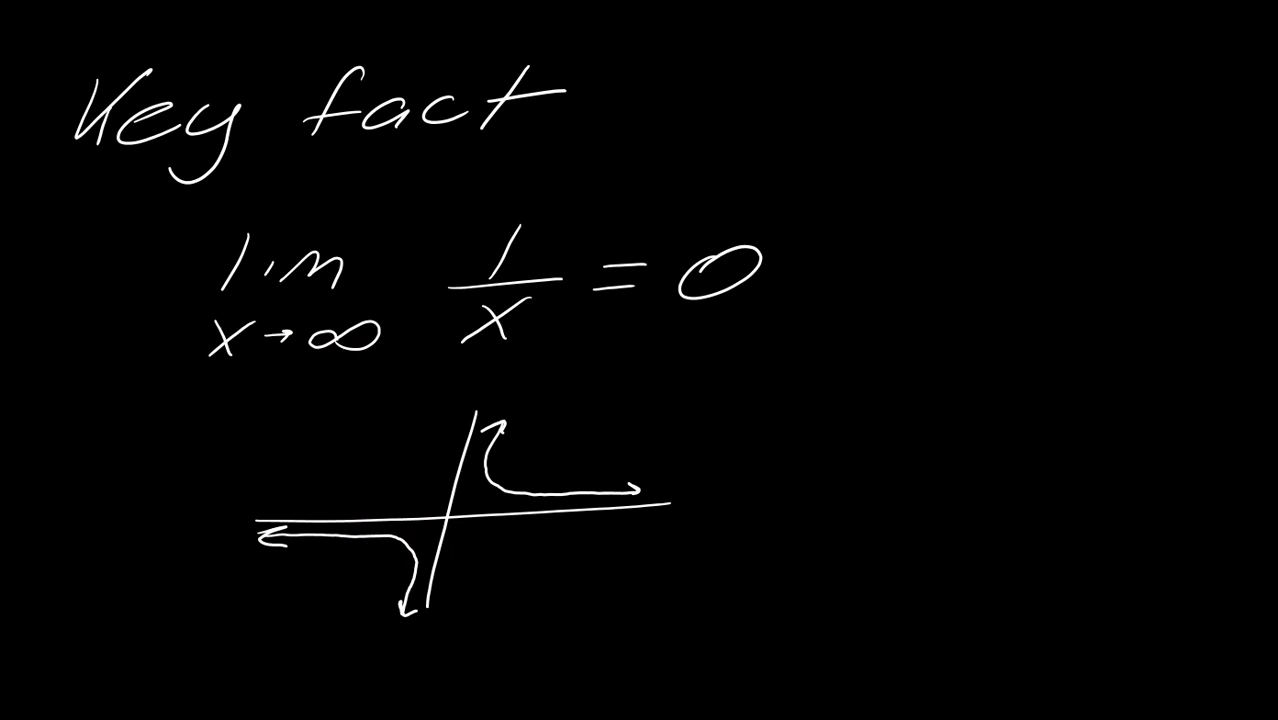 Key fact
lim 1/x = 0
x→∞